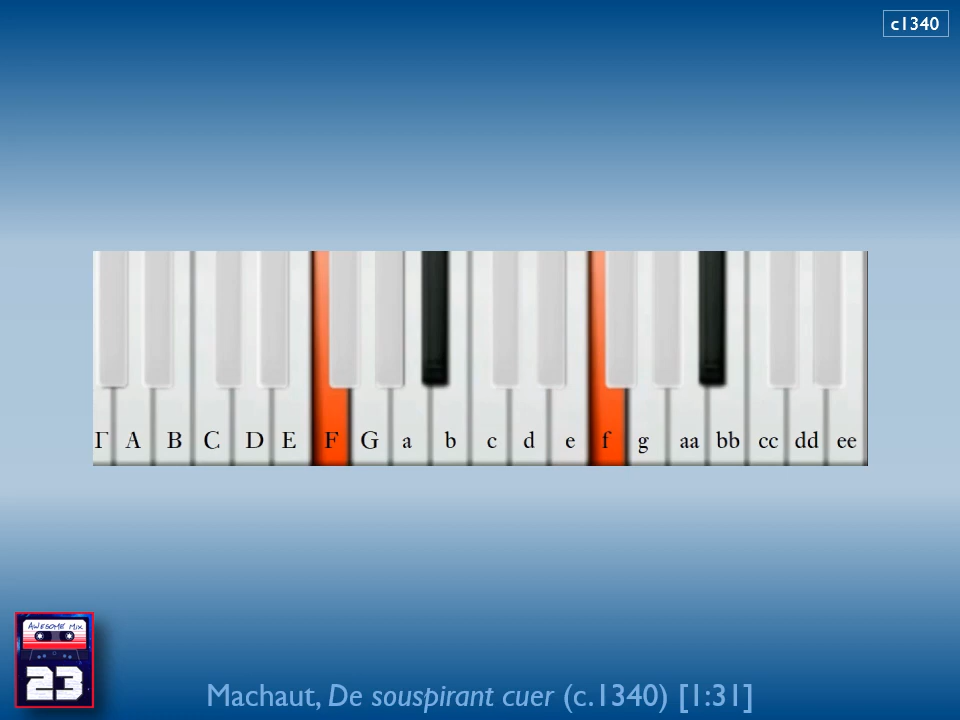 c1340
Γ A B C D E F G a b c d e f g aa bb cc dd ee
AWESOME MIX
23
Machaut, De souspirant cuer (c.1340) [1:31]